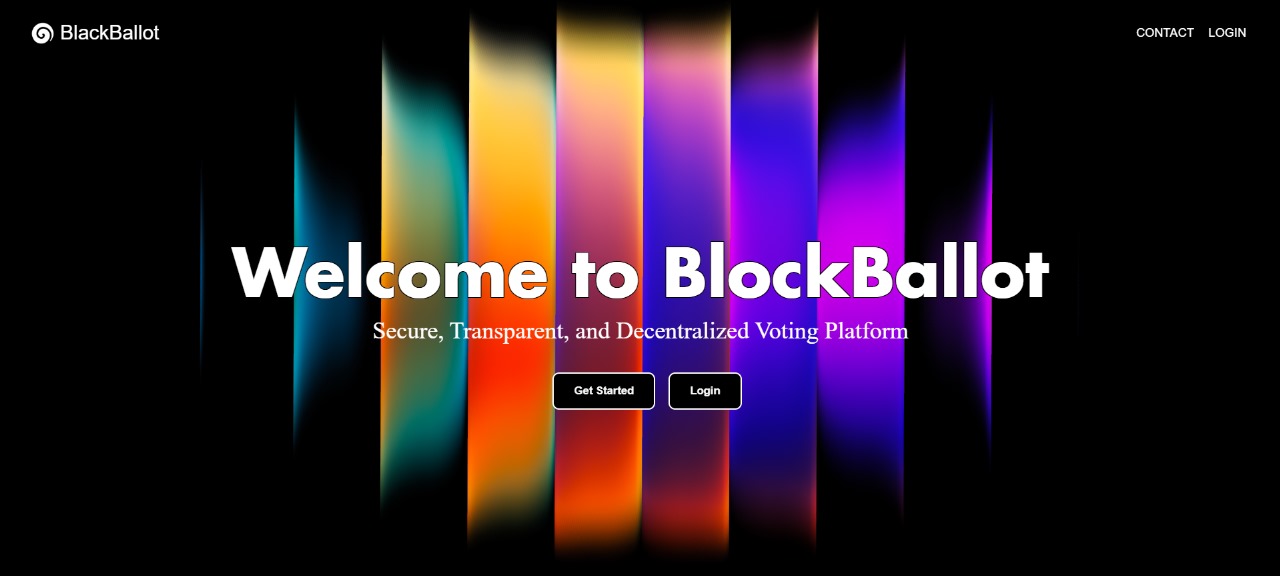 BlackBallot
CONTACT LOGIN
Welcome to BlockBallot
Secure, Transparent, and Decentralized Voting Platform
Get Started Login